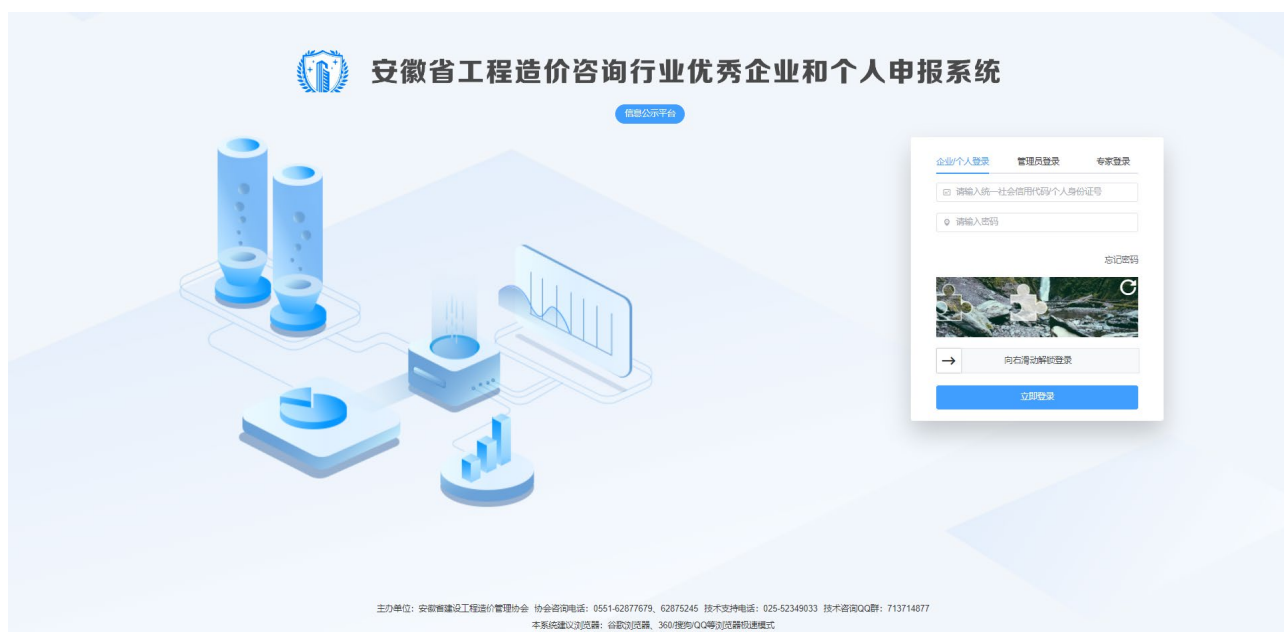 安徽省工程造价咨询行业优秀企业和个人申报系统
信息公示平台
企业/个人登录 管理员登录 专家登录
请输入统一社会信用代码/个人身份证号
请输入密码
忘记密码
向右滑动解锁登录
立即登录
主办单位：安徽省建设工程造价管理协会 协会咨询电话：0551-62877679、62875245 技术支持电话：025-52349033 技术咨询QQ群：713714877
本系统建议浏览器：谷歌浏览器、360/搜狗/QQ等浏览器极速模式